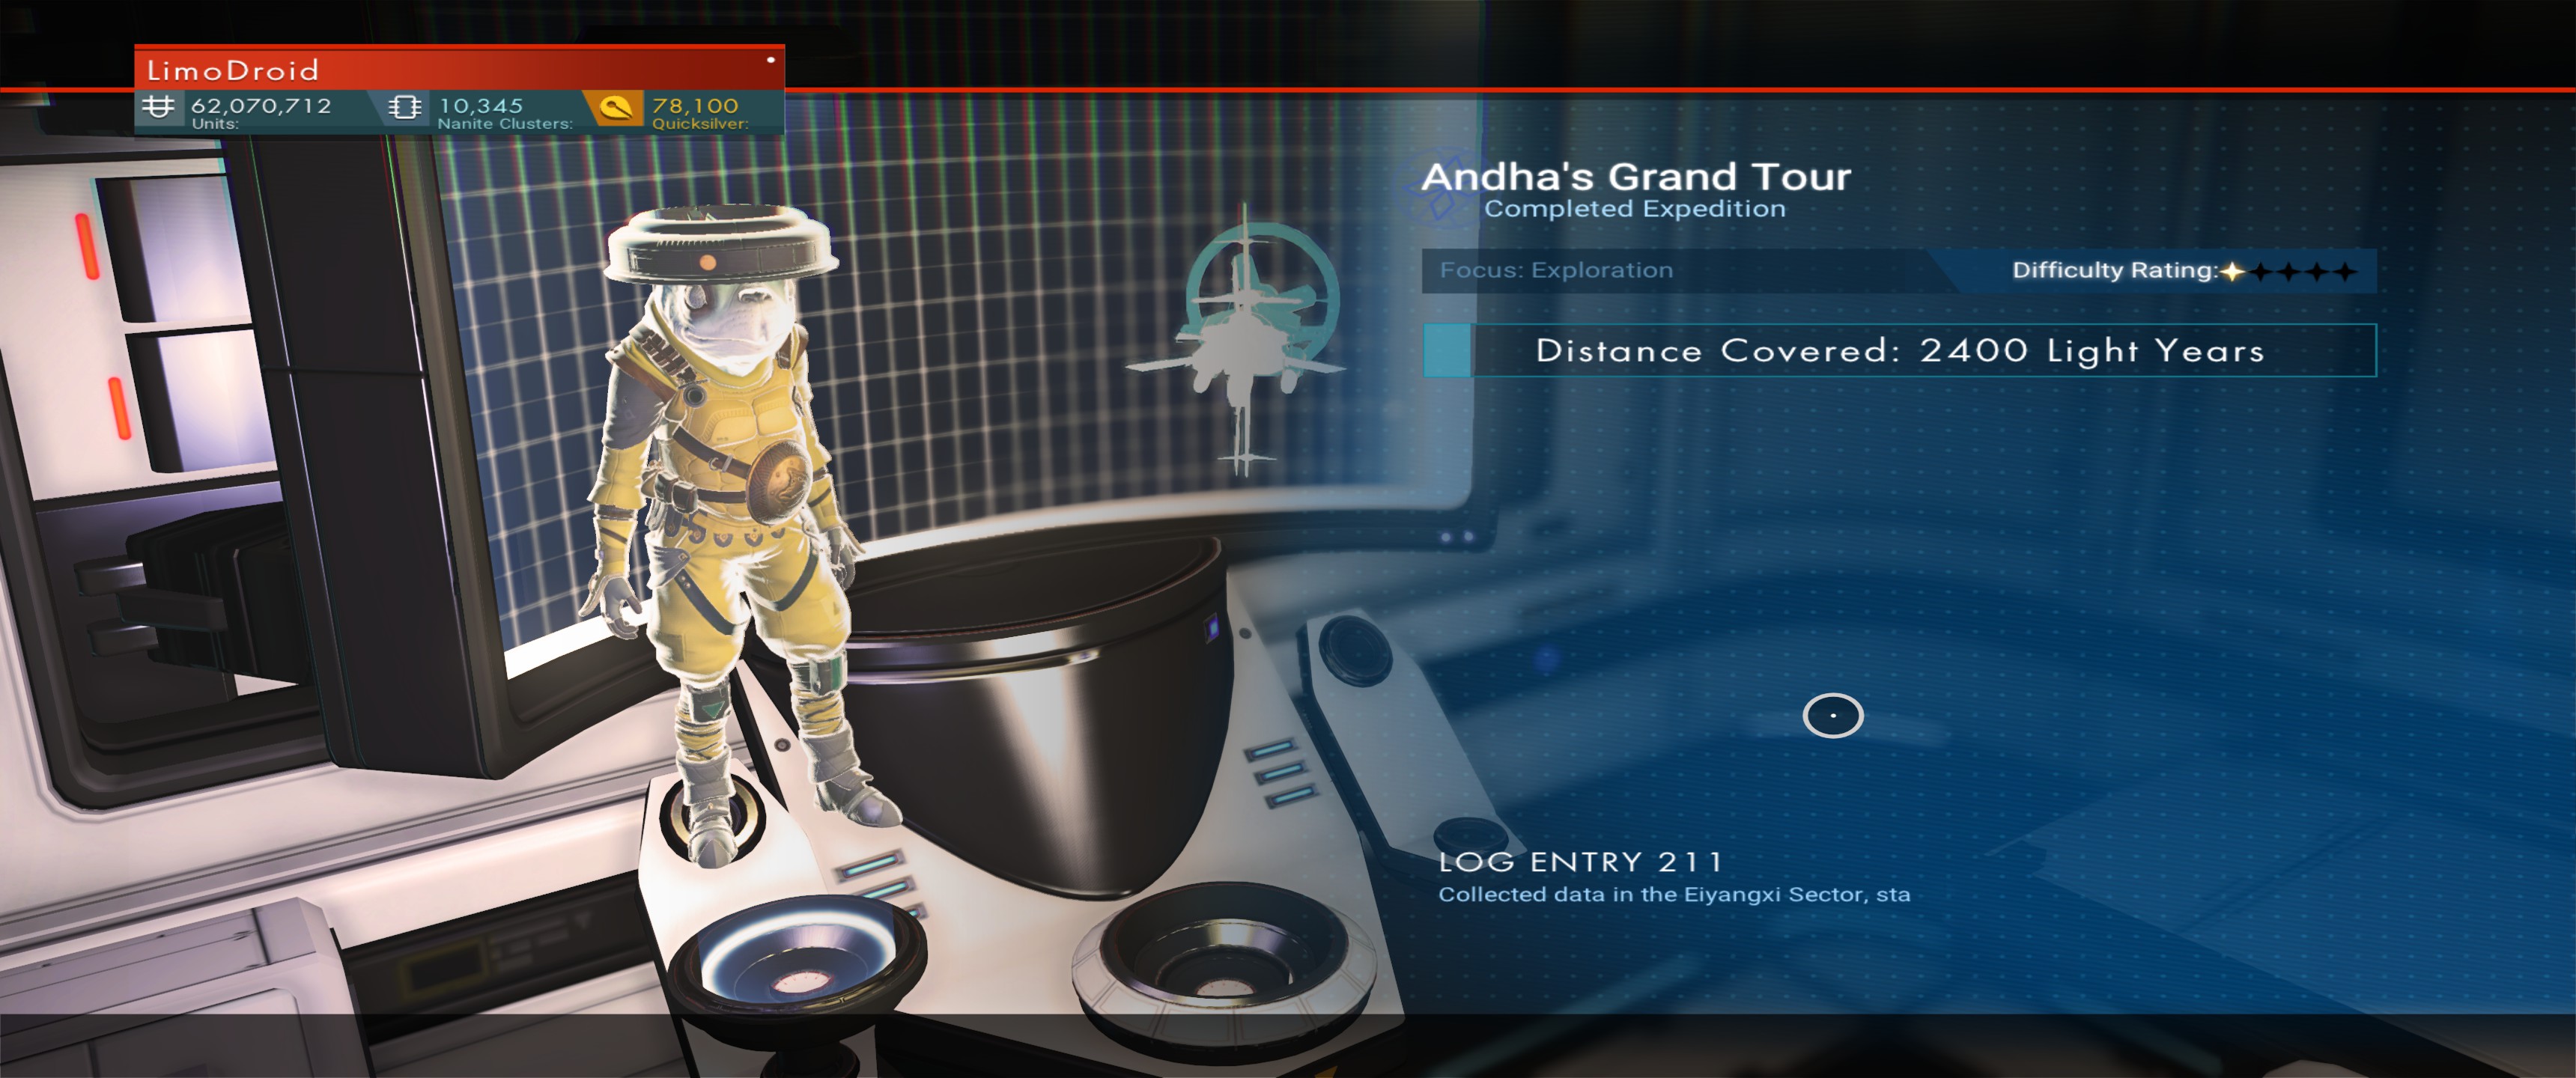 LimoDroid
62,070,712
Units:
10,345
Nanite Clusters:
78,100
Quicksilver:
Andha's Grand Tour
Completed Expedition
Focus: Exploration
Difficulty Rating:
Distance Covered: 2400 Light Years
LOG ENTRY 211
Collected data in the Eiyangxi Sector, sta